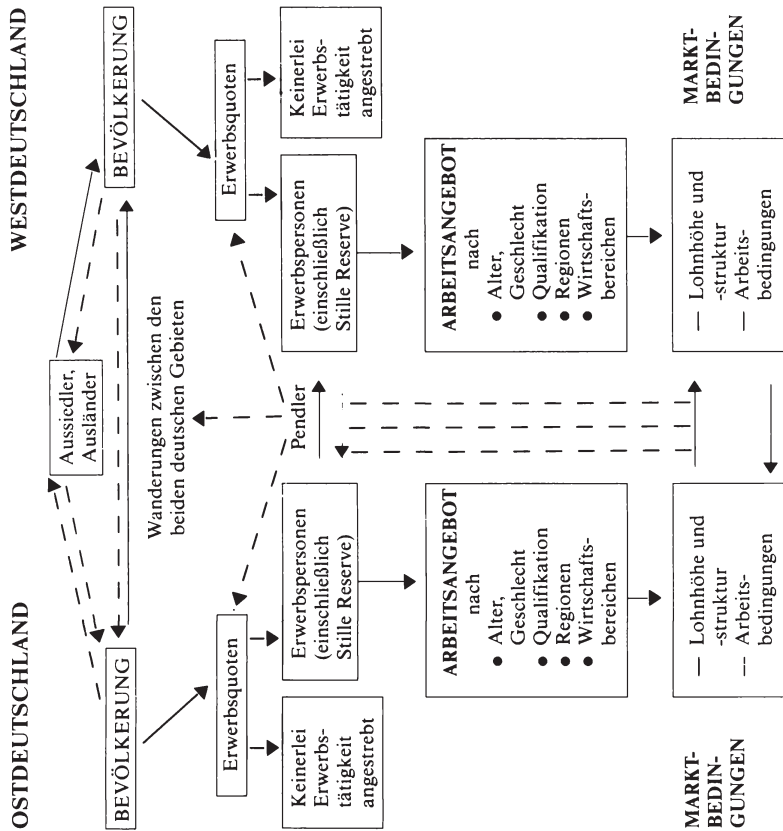 OSTDEUTSCHLAND
WESTDEUTSCHLAND
Aussiedler,
Ausländer
BEVÖLKERUNG
BEVÖLKERUNG
Wanderungen zwischen den
beiden deutschen Gebieten
Erwerbsquoten
Erwerbsquoten
Keinerlei
Erwerbs-
tätigkeit
angestrebt
Erwerbspersonen
(einschließlich
Stille Reserve)
Pendler
Erwerbspersonen
(einschließlich
Stille Reserve)
Keinerlei
Erwerbs-
tätigkeit
angestrebt
ARBEITSANGEBOT
nach
● Alter,
Geschlecht
● Qualifikation
● Regionen
● Wirtschafts-
bereichen
ARBEITSANGEBOT
nach
● Alter,
Geschlecht
● Qualifikation
● Regionen
● Wirtschafts-
bereichen
MARKT-
BEDIN-
GUNGEN
— Lohnhöhe und
-struktur
— Arbeits-
bedingungen
— Lohnhöhe und
-struktur
— Arbeits-
bedingungen
MARKT-
BEDIN-
GUNGEN